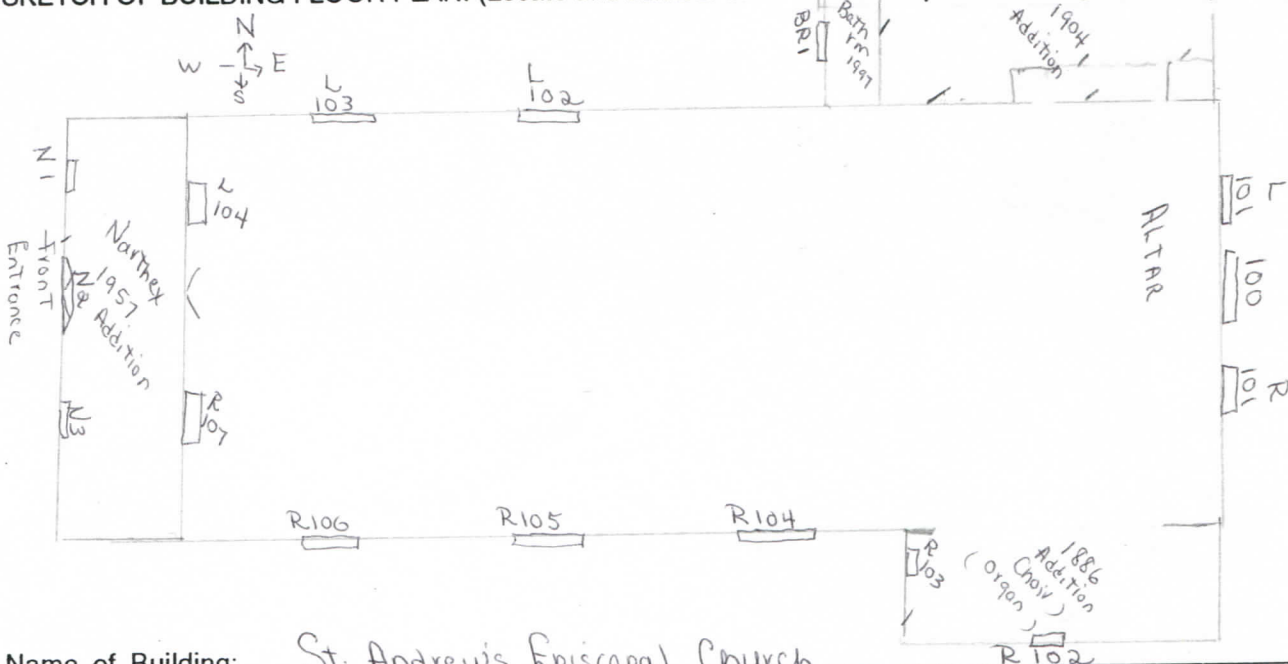 SKETCH OF BUILDING FLOOR PLAN:
N
W E
S
L
103
L
102
BR1
Bath
rm
1997
1904
Addition
N1
L
104
Front
Entrance
N2
Narthex
1957
Addition
N3
R
107
ALTAR
L
101
100
R
101
R106
R105
R104
R
103
1886
Addition
Choir
Organ
R 102
Name of Building: St. Andrew's Episcopal Church